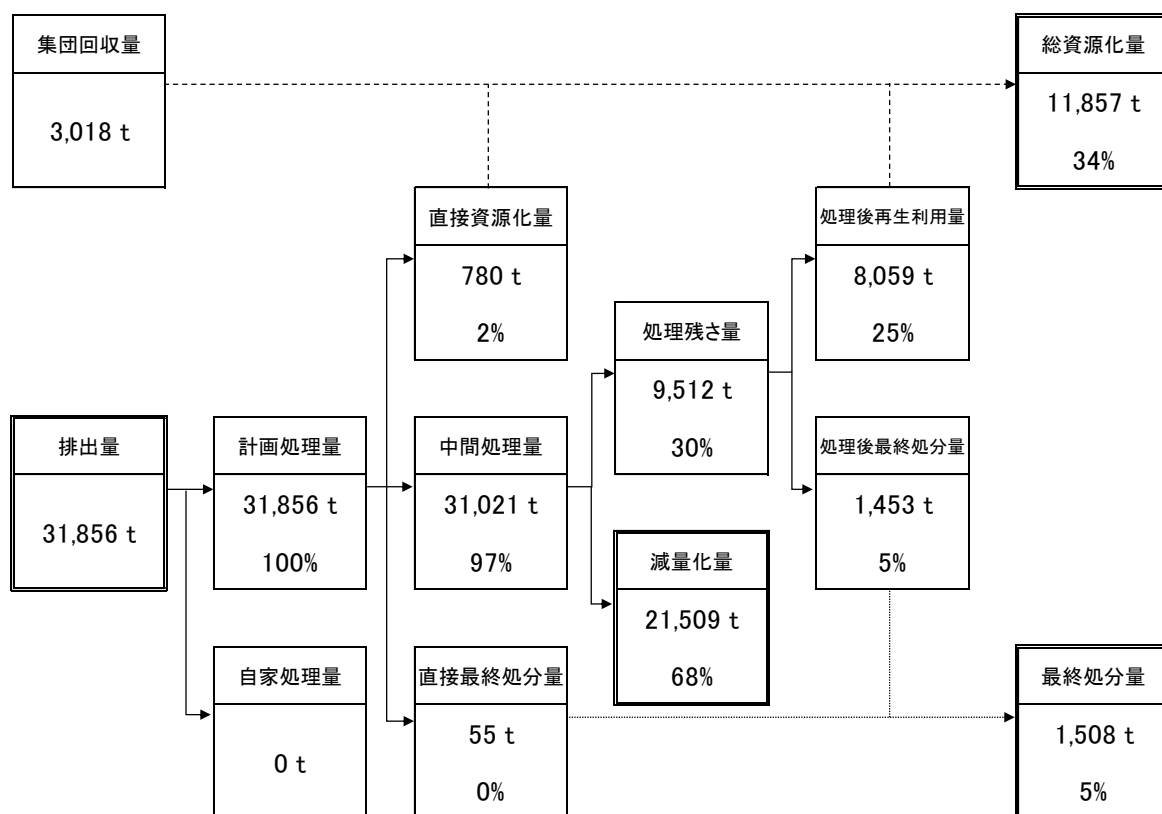 集団回収量
3,018 t
総資源化量
11,857 t
34%
直接資源化量
780 t
2%
処理後再生利用量
8,059 t
25%
処理残さ量
9,512 t
30%
排出量
31,856 t
計画処理量
31,856 t
100%
中間処理量
31,021 t
97%
処理後最終処分量
1,453 t
5%
減量化量
21,509 t
68%
自家処理量
0 t
直接最終処分量
55 t
0%
最終処分量
1,508 t
5%